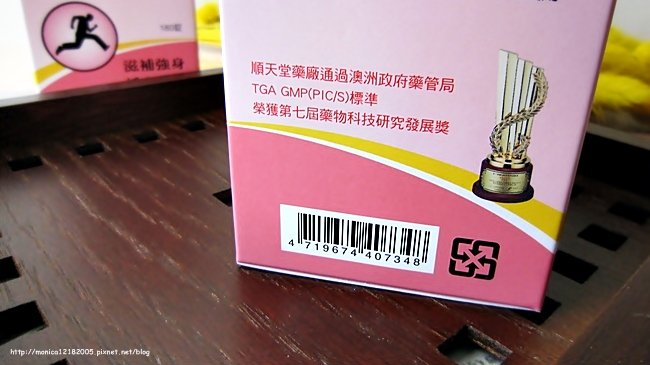 180錠
滋補強身
順天堂藥廠通過澳洲政府藥管局
TGA GMP(PIC/S)標準
榮獲第七屆藥物科技研究發展獎
4 719674 407348
http://monica12182005.pixnet.net/blog